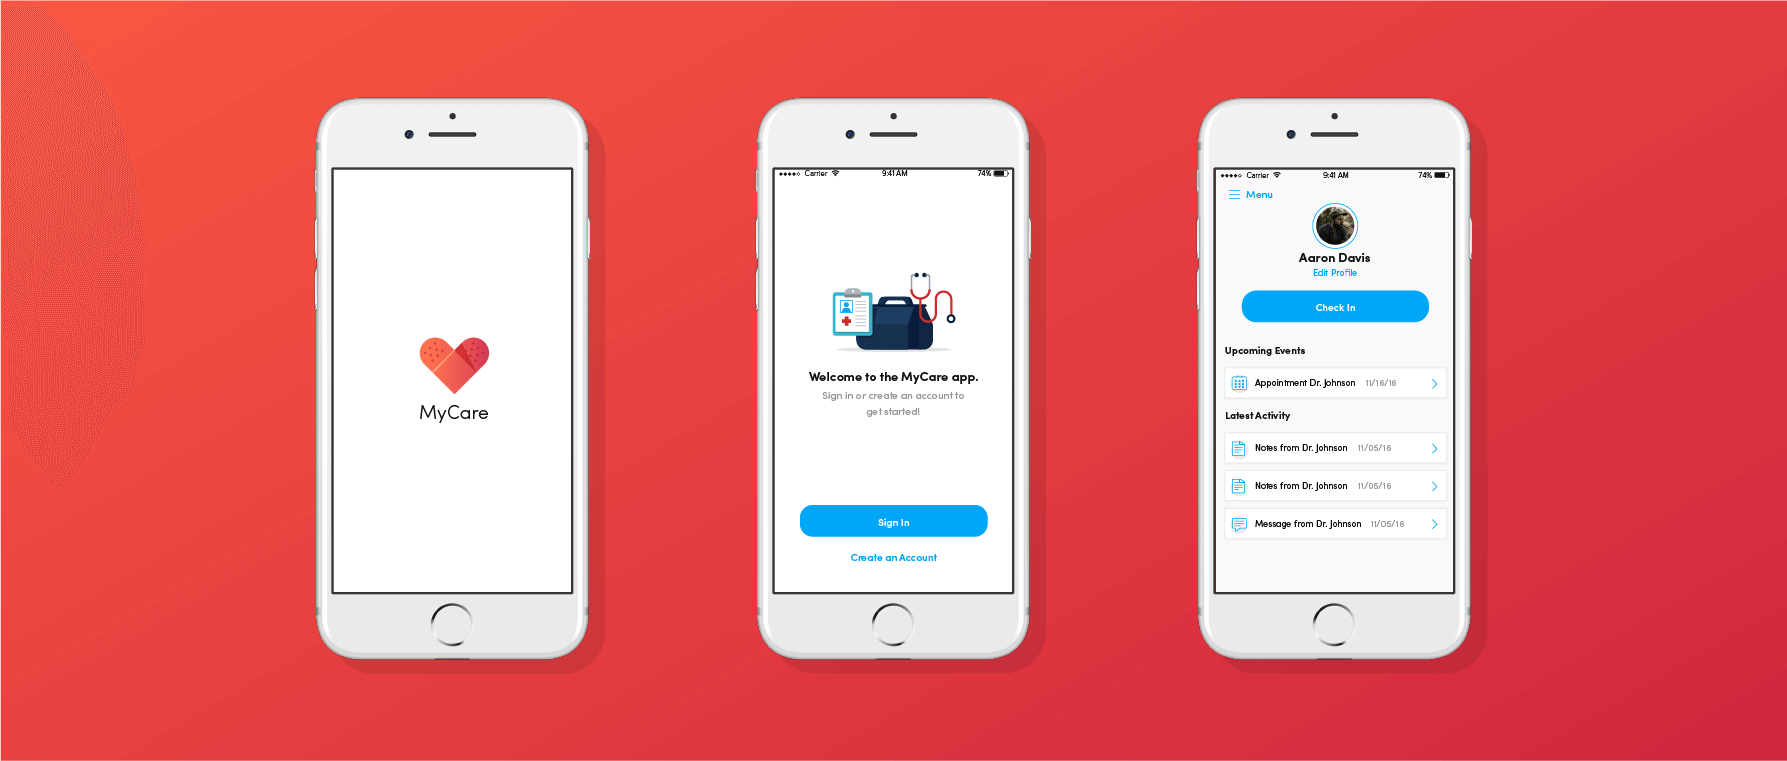 MyCare
Carrier 9:41 AM 74%
Welcome to the MyCare app.
Sign in or create an account to
get started!
Sign In
Create an Account
Carrier 9:41 AM 74%
Menu
Aaron Davis
Edit Profile
Check In
Upcoming Events
Appointment Dr. Johnson 11/16/16
Latest Activity
Notes from Dr. Johnson 11/05/16
Notes from Dr. Johnson 11/05/16
Message from Dr. Johnson 11/05/16